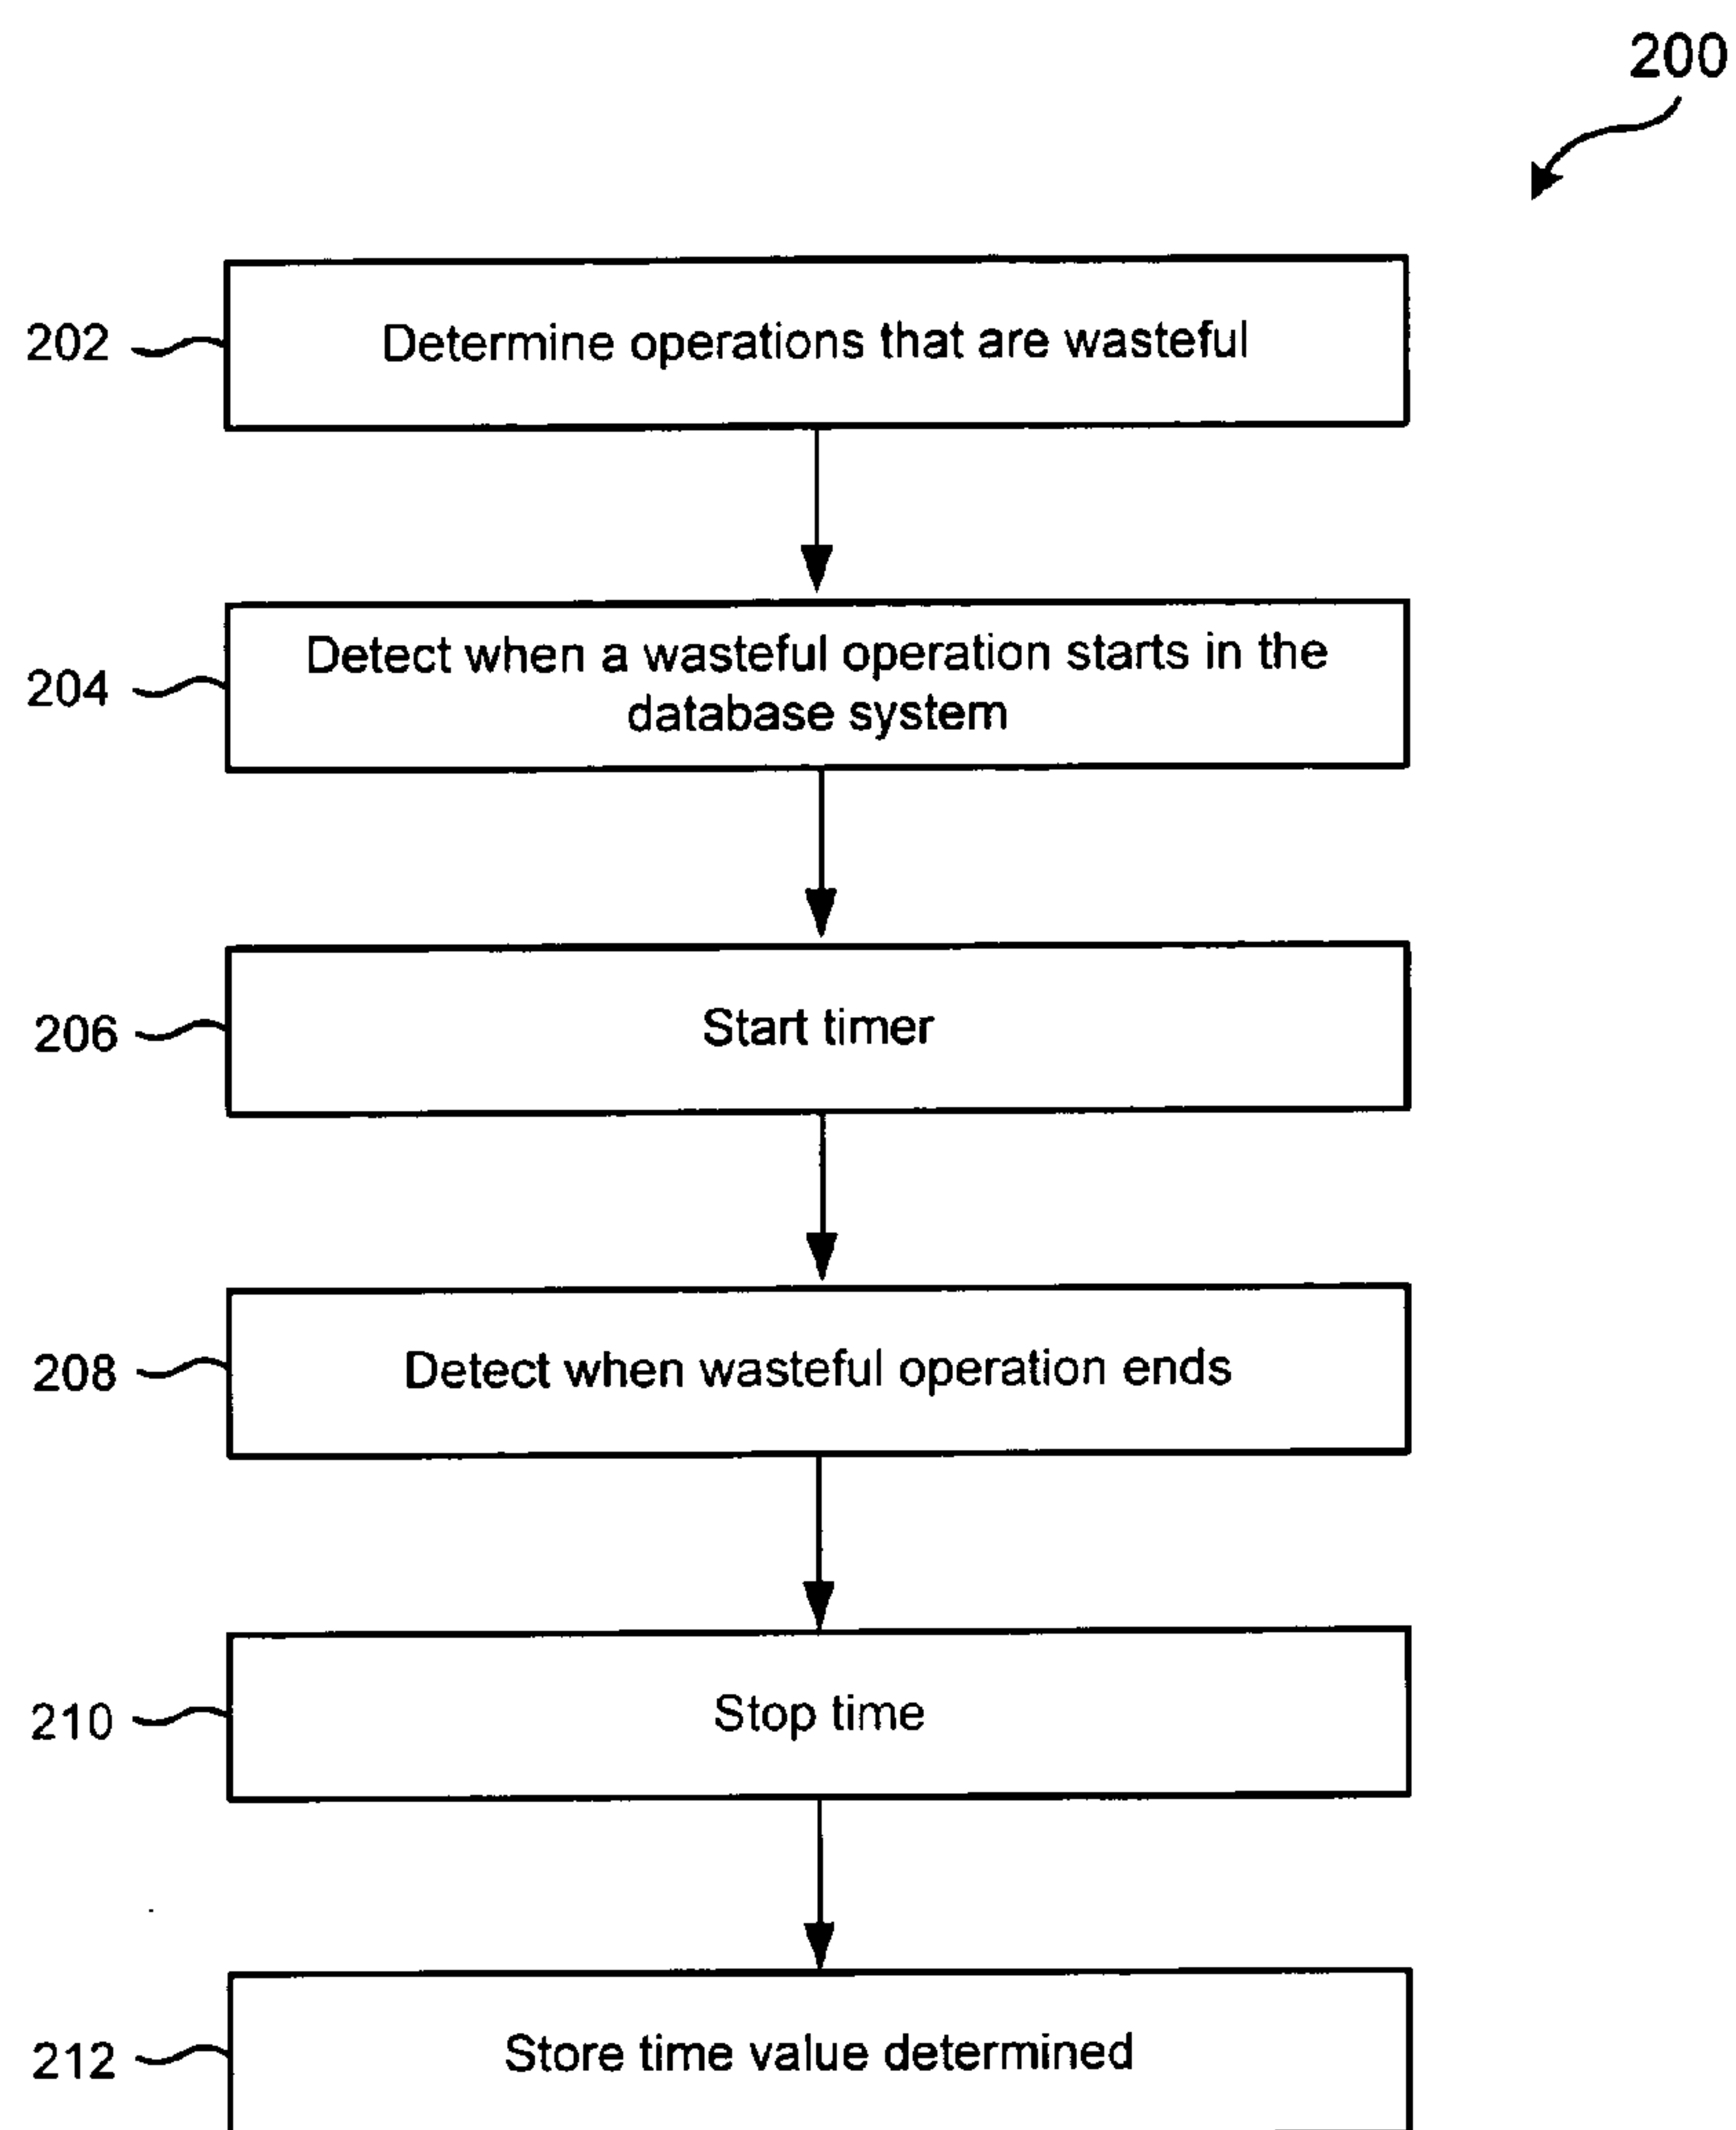 200
202
Determine operations that are wasteful
204
Detect when a wasteful operation starts in the
database system
206
Start timer
208
Detect when wasteful operation ends
210
Stop time
212
Store time value determined